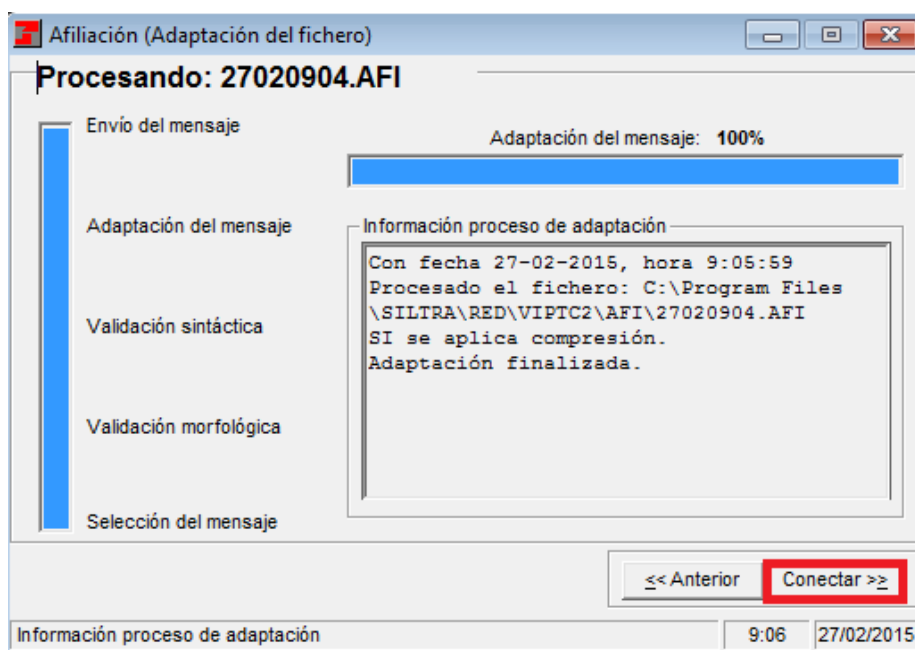 Afiliación (Adaptación del fichero)
Procesando: 27020904.AFI
Envío del mensaje
Adaptación del mensaje: 100%
Adaptación del mensaje
Información proceso de adaptación
Con fecha 27-02-2015, hora 9:05:59
Procesado el fichero: C:\Program Files
\SILTRA\RED\VIPTC2\AFI\27020904.AFI
SI se aplica compresión.
Adaptación finalizada.
Validación sintáctica
Validación morfológica
Selección del mensaje
<< Anterior
Conectar >>
Información proceso de adaptación
9:06
27/02/2015